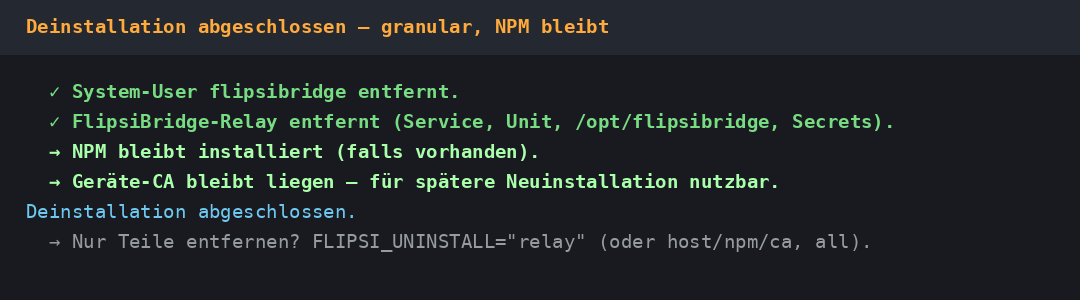 Deinstallation abgeschlossen — granular, NPM bleibt
✓ System-User flipsibridge entfernt.
✓ FlipsiBridge-Relay entfernt (Service, Unit, /opt/flipsibridge, Secrets).
→ NPM bleibt installiert (falls vorhanden).
→ Geräte-CA bleibt liegen — für spätere Neuinstallation nutzbar.
Deinstallation abgeschlossen.
→ Nur Teile entfernen? FLIPSI_UNINSTALL="relay" (oder host/npm/ca, all).